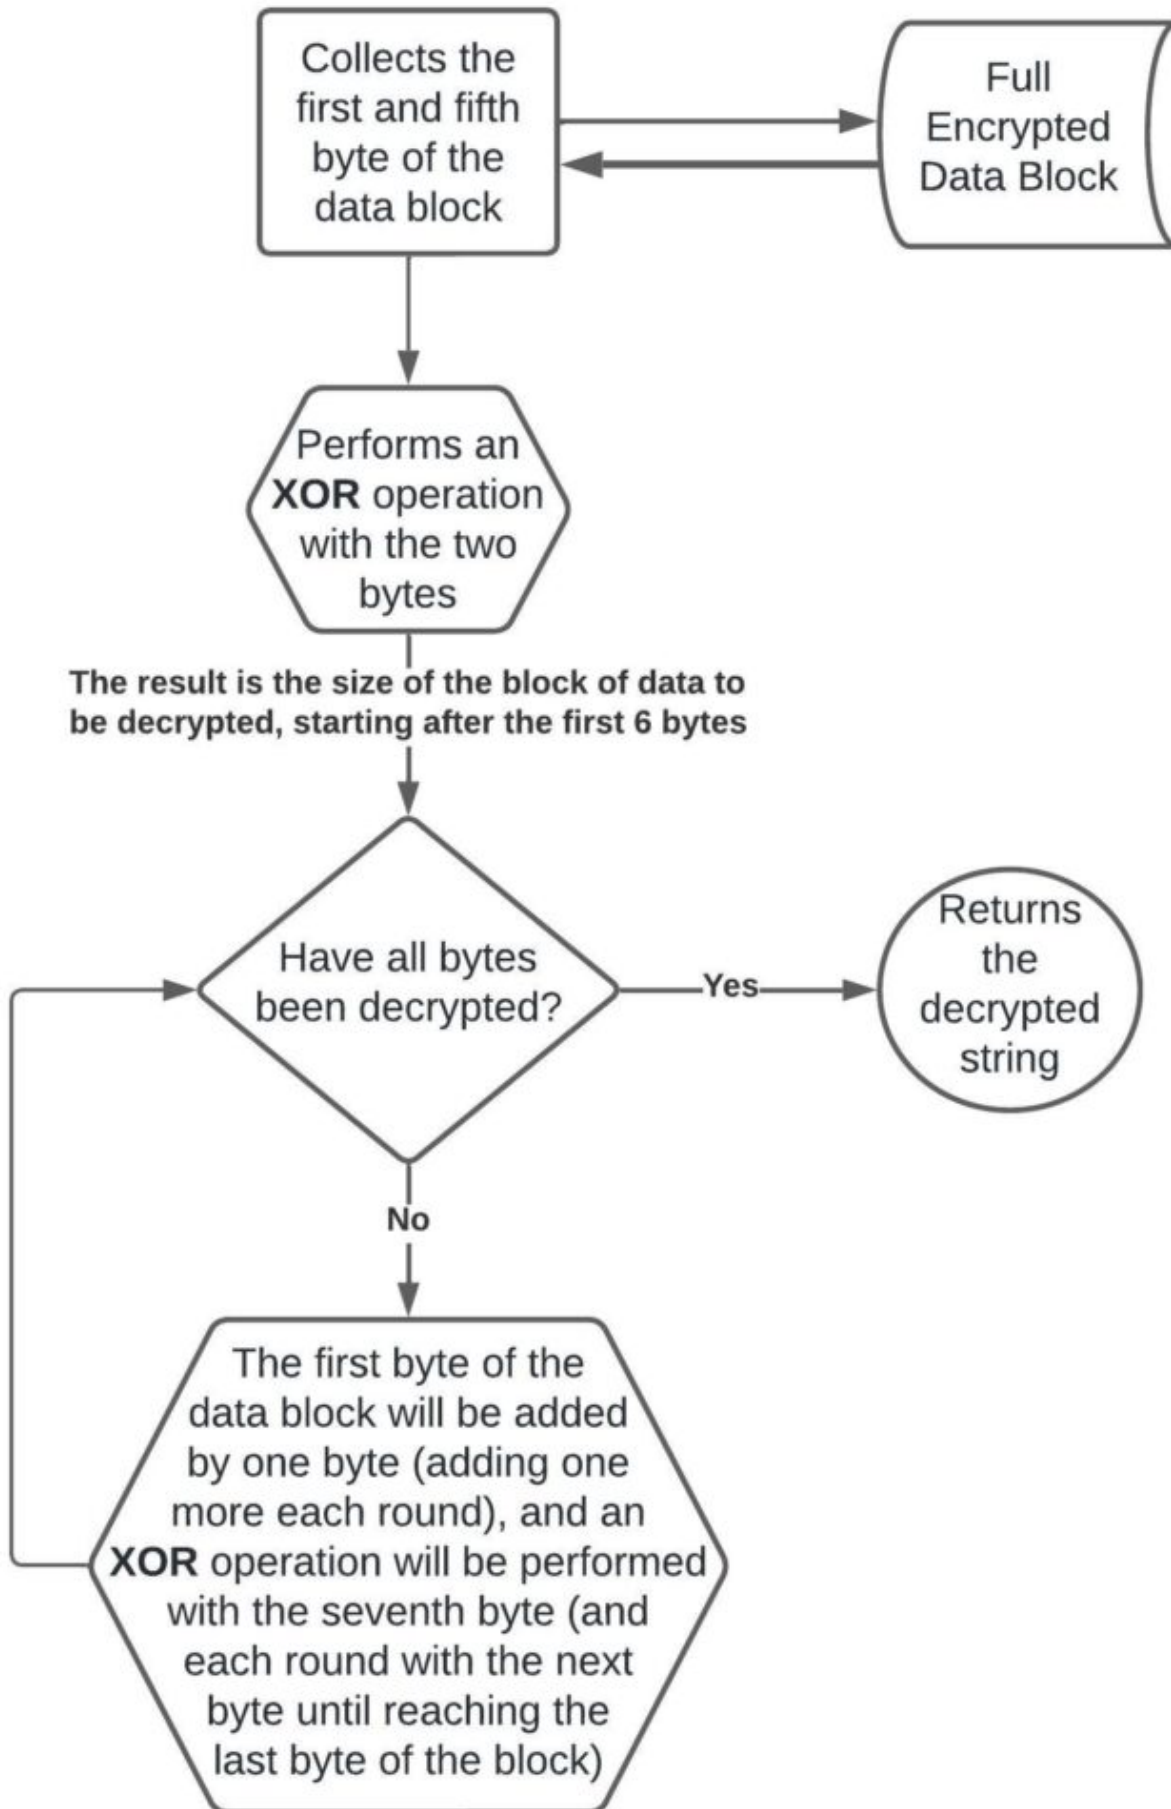 Collects the
first and fifth
byte of the
data block
Full
Encrypted
Data Block
Performs an
XOR operation
with the two
bytes
The result is the size of the block of data to
be decrypted, starting after the first 6 bytes
Have all bytes
been decrypted?
Yes
Returns
the
decrypted
string
No
The first byte of the
data block will be added
by one byte (adding one
more each round), and an
XOR operation will be performed
with the seventh byte (and
each round with the next
byte until reaching the
last byte of the block)